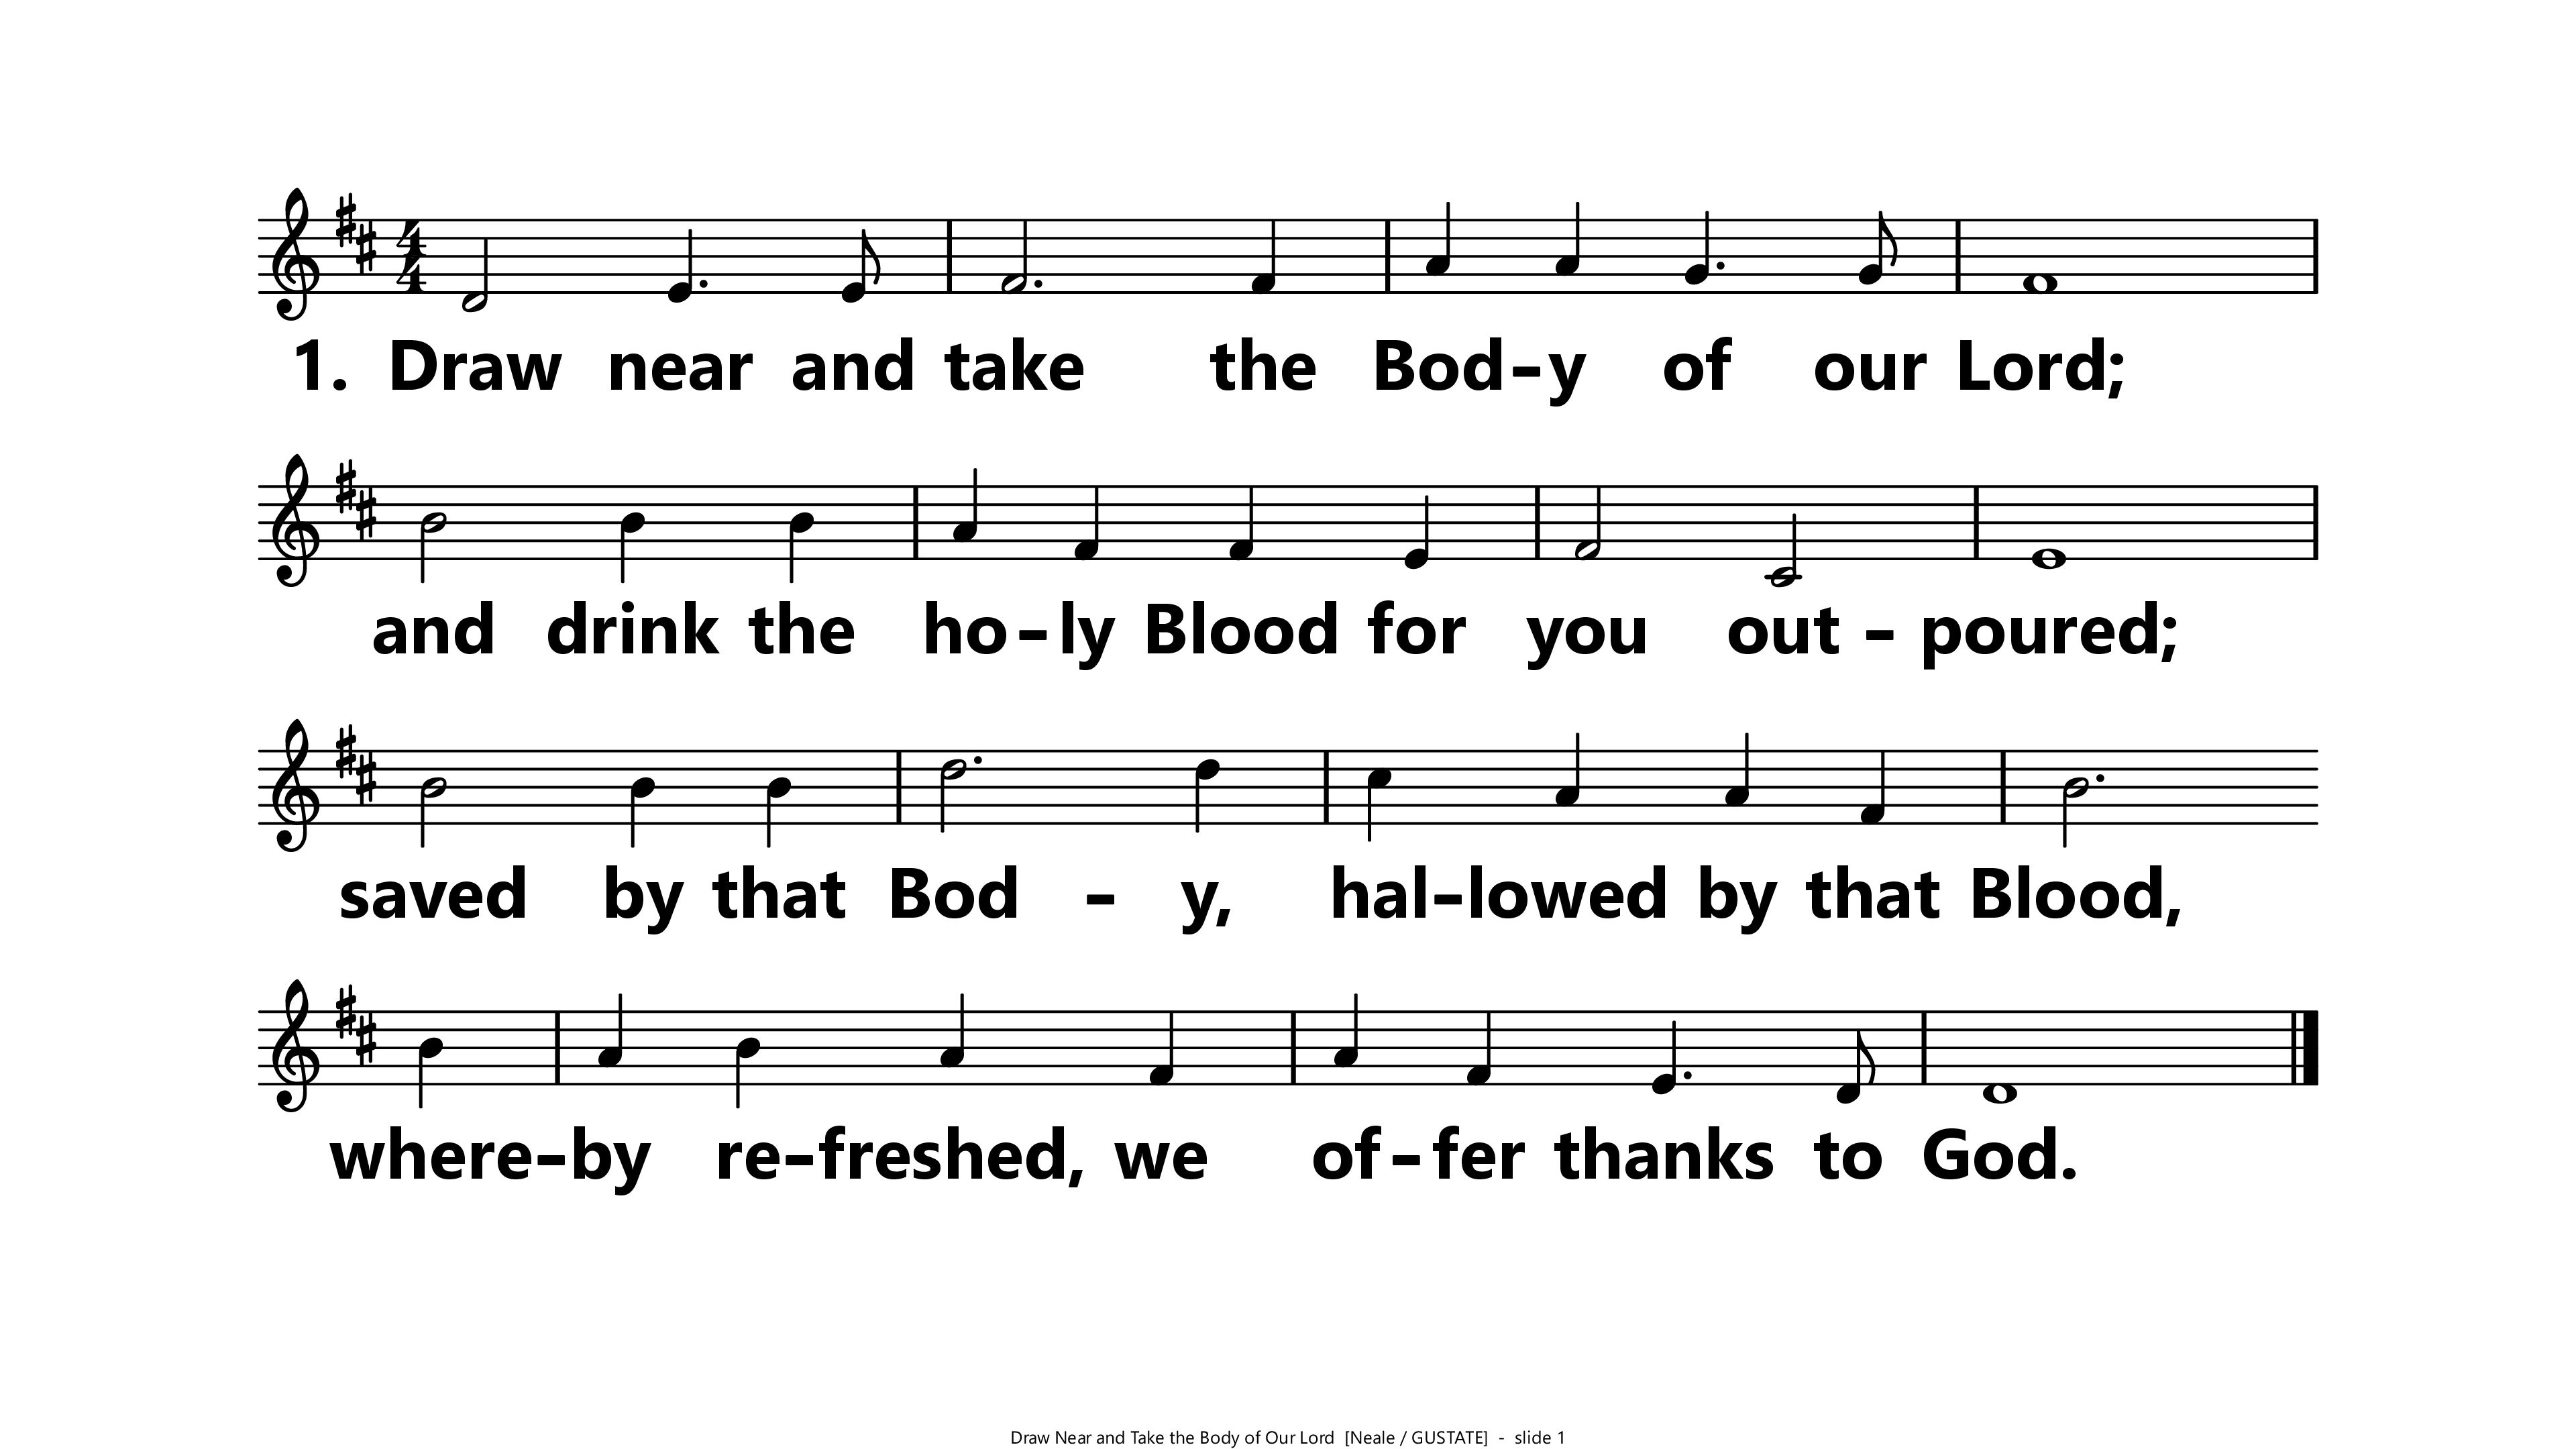 1. Draw near and take the Bod-y of our Lord;
and drink the ho-ly Blood for you out - poured;
saved by that Bod - y, hal-lowed by that Blood,
where-by re-freshed, we of-fer thanks to God.
Draw Near and Take the Body of Our Lord [Neale / GUSTATE] - slide 1